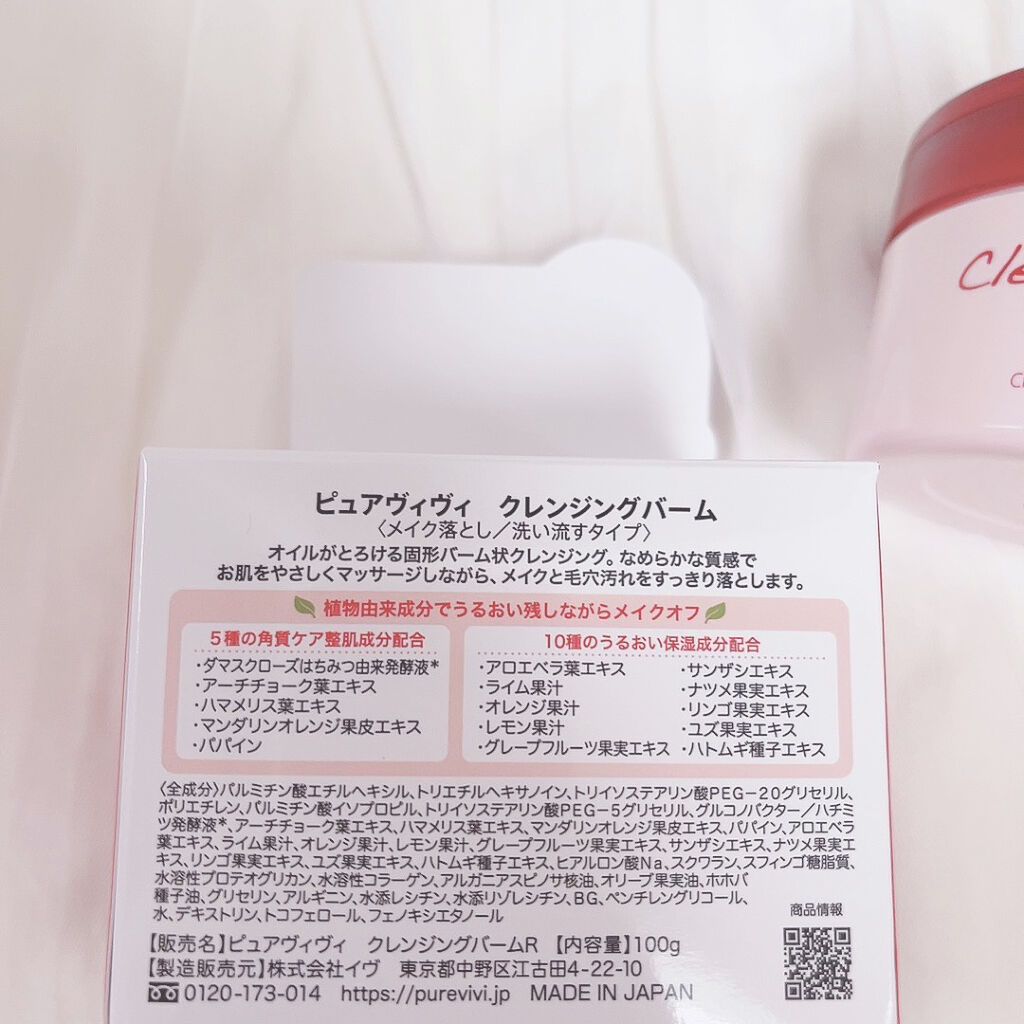 Cle
ピュアヴィヴィ クレンジングバーム
〈メイク落とし／洗い流すタイプ〉
オイルがとろける固形バーム状クレンジング。なめらかな質感で
お肌をやさしくマッサージしながら、メイクと毛穴汚れをすっきり落とします。
植物由来成分でうるおい残しながらメイクオフ
5種の角質ケア整肌成分配合
・ダマスクローズはちみつ由来発酵液*
・アーチチョーク葉エキス
・ハマメリス葉エキス
・マンダリンオレンジ果皮エキス
・パパイン
10種のうるおい保湿成分配合
・アロエベラ葉エキス
・ライム果汁
・オレンジ果汁
・レモン果汁
・グレープフルーツ果実エキス
・サンザシエキス
・ナツメ果実エキス
・リンゴ果実エキス
・ユズ果実エキス
・ハトムギ種子エキス
〈全成分〉パルミチン酸エチルヘキシル、トリエチルヘキサノイン、トリイソステアリン酸PEG-20グリセリル、
ポリエチレン、パルミチン酸イソプロピル、トリイソステアリン酸PEG-5グリセリル、グルコノバクター／ハチミ
ツ発酵液*、アーチチョーク葉エキス、ハマメリス葉エキス、マンダリンオレンジ果皮エキス、パパイン、アロエベラ
葉エキス、ライム果汁、オレンジ果汁、レモン果汁、グレープフルーツ果実エキス、サンザシエキス、ナツメ果実エ
キス、リンゴ果実エキス、ユズ果実エキス、ハトムギ種子エキス、ヒアルロン酸Na、スクワラン、スフィンゴ糖脂質、
水溶性プロテオグリカン、水溶性コラーゲン、アルガニアスピノサ核油、オリーブ果実油、ホホバ
種子油、グリセリン、アルギニン、水添レシチン、水添リゾレシチン、BG、ペンチレングリコール、
水、デキストリン、トコフェロール、フェノキシエタノール
商品情報
【販売名】ピュアヴィヴィ クレンジングバームR 【内容量】100g
【製造販売元】株式会社イヴ 東京都中野区江古田4-22-10
0120-173-014 https://purevivi.jp MADE IN JAPAN